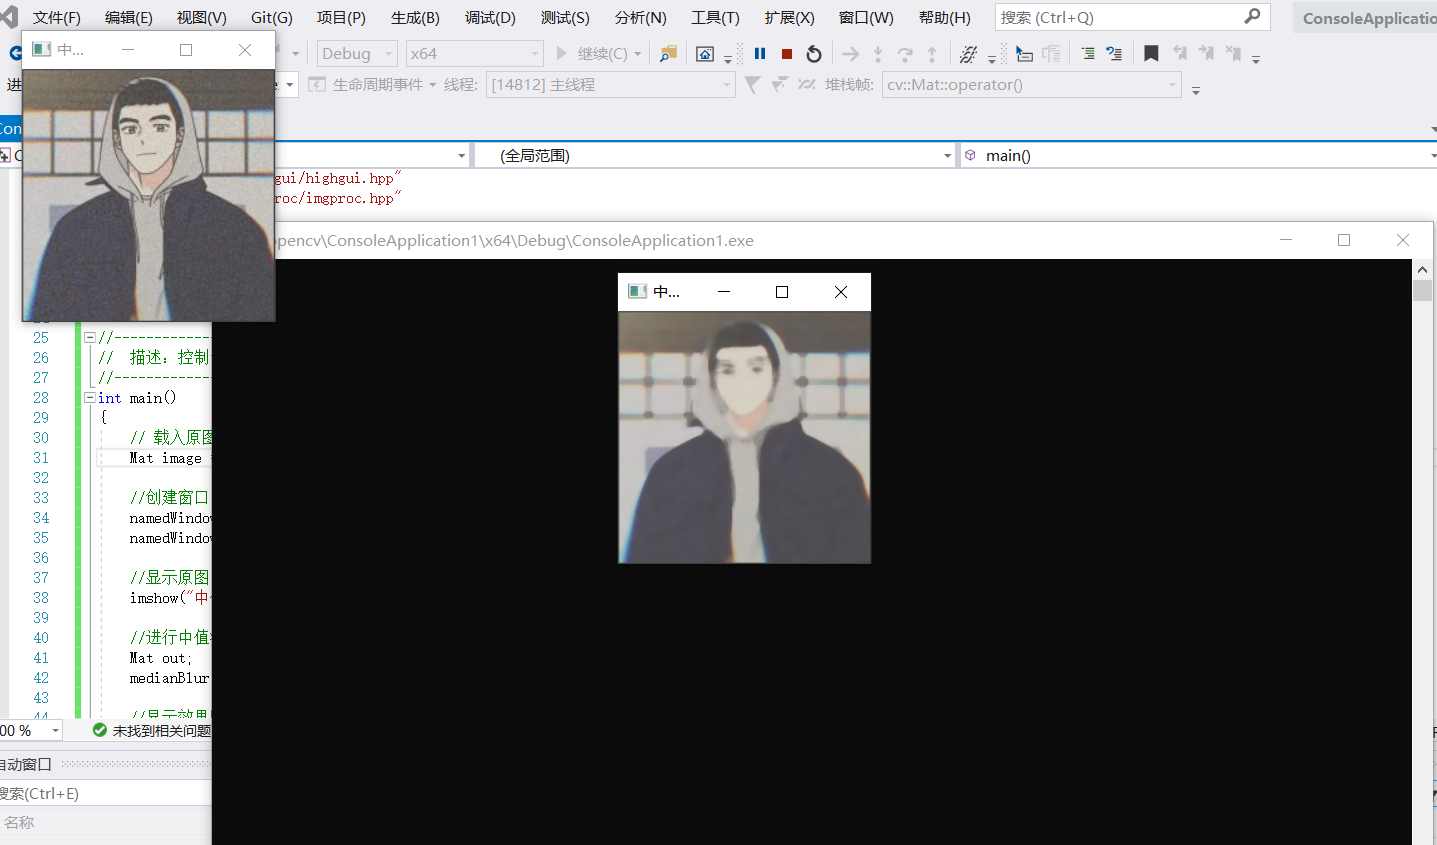 文件(F) 编辑(E) 视图(V) Git(G) 项目(P) 生成(B) 调试(D) 测试(S) 分析(N) 工具(T) 扩展(X) 窗口(W) 帮助(H) 搜索 (Ctrl+Q) ConsoleApplicatio
中...
Debug x64 继续(C)
进 生命周期事件 线程: [14812] 主线程 堆栈帧: cv::Mat::operator()
Con
(全局范围) main()
gui/highgui.hpp"
roc/imgproc.hpp"
pencv\ConsoleApplication1\x64\Debug\ConsoleApplication1.exe
中...
25 //------------
26 // 描述: 控制
27 //------------
28 int main()
29 {
30 // 载入原图
31 Mat image
32
33 //创建窗口
34 namedWindow
35 namedWindow
36
37 //显示原图
38 imshow("中
39
40 //进行中值
41 Mat out;
42 medianBlur
43
44 //显示效果
00 % 未找到相关问题
自动窗口
搜索(Ctrl+E)
名称